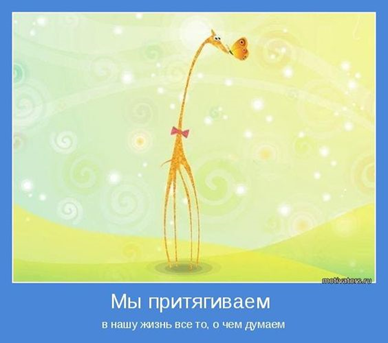 motivators.ru
Мы притягиваем
в нашу жизнь все то, о чем думаем